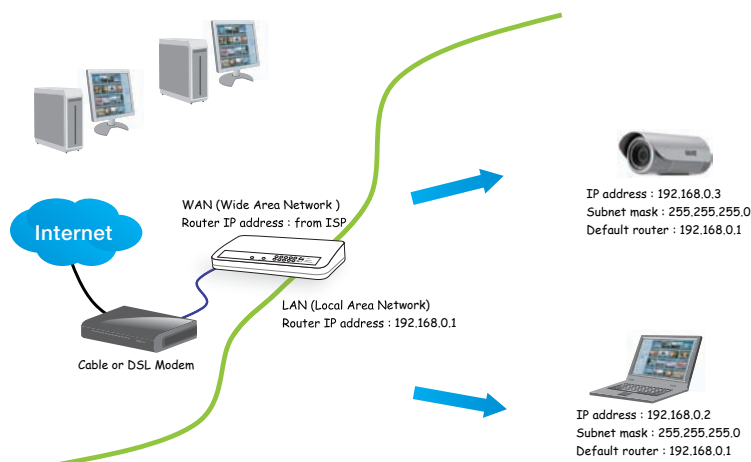 WAN (Wide Area Network )
Router IP address : from ISP
Internet
LAN (Local Area Network)
Router IP address : 192.168.0.1
Cable or DSL Modem
IP address : 192.168.0.3
Subnet mask : 255.255.255.0
Default router : 192.168.0.1
IP address : 192.168.0.2
Subnet mask : 255.255.255.0
Default router : 192.168.0.1